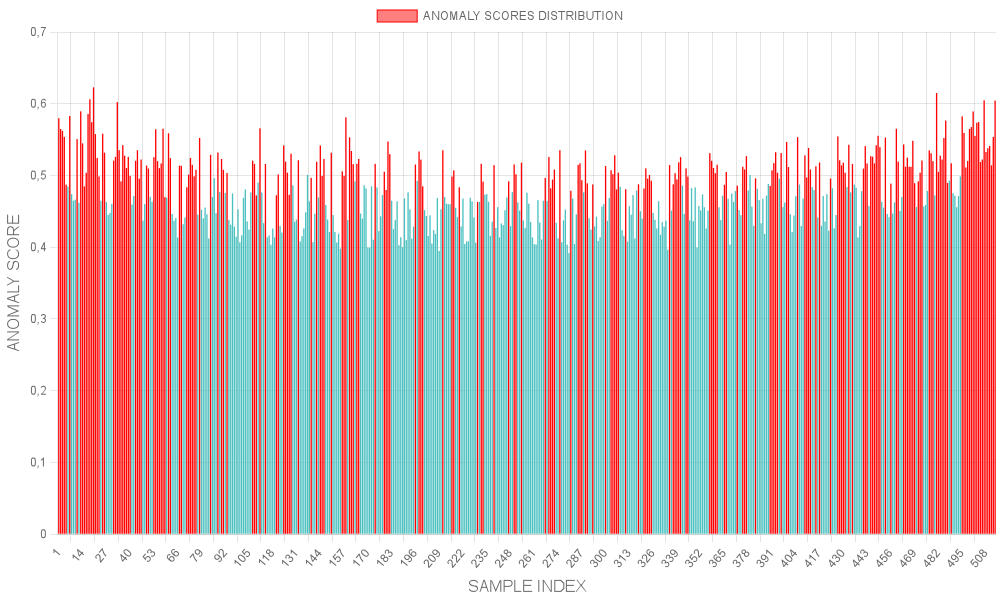 ANOMALY SCORES DISTRIBUTION
0,7
0,6
0,5
0,4
0,3
0,2
0,1
0
ANOMALY SCORE
1 14 27 40 53 66 79 92 105 118 131 144 157 170 183 196 209 222 235 248 261 274 287 300 313 326 339 352 365 378 391 404 417 430 443 456 469 482 495 508
SAMPLE INDEX